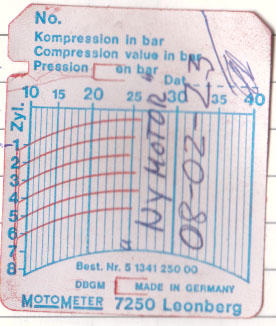 No.
Kompression in bar
Compression value in bar
Pression en bar
Dat.
10 15 20 25 30 35 40
Zyl.
1
2
3
4
5
6
7
8
"NY MOTOR"
08-02-23
Best. Nr. 5 1341 250 00
DBGM MADE IN GERMANY
MOTOMETER 7250 Leonberg